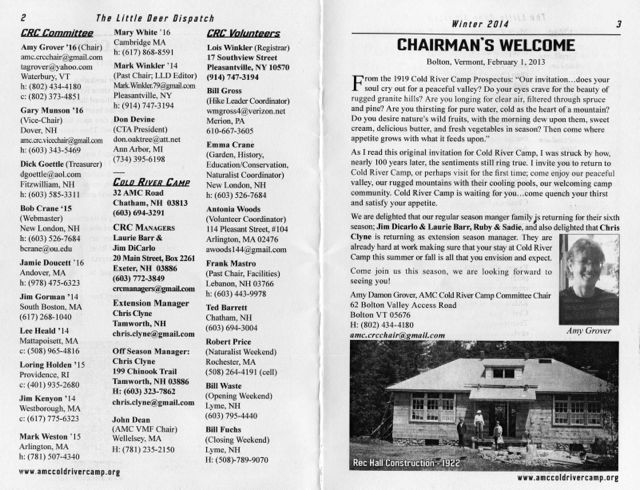 2
The Little Deer Dispatch
CRC Committee
Amy Grover '16 (Chair)
amc.crcchair@gmail.com
tagrover@yahoo.com
Waterbury, VT
h: (802) 434-4180
c: (802) 373-4851
Gary Munson '16
(Vice-Chair)
Dover, NH
amc.crc.vicechair@gmail.com
h: (603) 343-5469
Dick Goettle (Treasurer)
dgoettle@aol.com
Fitzwilliam, NH
h: (603) 585-3311
Bob Crane '15
(Webmaster)
New London, NH
h: (603) 526-7684
bcrane@ou.edu
Jamie Doucett '16
Andover, MA
h: (978) 475-6323
Jim Gorman '14
South Boston, MA
(617) 268-1040
Lee Heald '14
Mattapoisett, MA
c: (508) 965-4816
Loring Holden '15
Providence, RI
c: (401) 935-2680
Jim Kenyon '14
Westborough, MA
c: (617) 775-6323
Mark Weston '15
Arlington, MA
h: (781) 507-4340
Mary White '16
Cambridge MA
h: (617) 868-8591
Mark Winkler '14
(Past Chair; LLD Editor)
Mark.Winkler.79@gmail.com
Pleasantville, NY
h: (914) 747-3194
Don Devine
(CTA President)
don.oaktree@att.net
Ann Arbor, MI
(734) 395-6198
Cold River Camp
32 AMC Road
Chatham, NH 03813
(603) 694-3291
CRC Managers
Laurie Barr &
Jim DiCarlo
20 Main Street, Box 2261
Exeter, NH 03886
(603) 772-3849
crcmanagers@gmail.com
Extension Manager
Chris Clyne
Tamworth, NH
chris.clyne@gmail.com
Off Season Manager:
Chris Clyne
199 Chinook Trail
Tamworth, NH 03886
H: (603) 323-7862
chris.clyne@gmail.com
John Dean
(AMC VMF Chair)
Wellelsey, MA
H: (781) 235-2150
CRC Volunteers
Lois Winkler (Registrar)
17 Southview Street
Pleasantville, NY 10570
(914) 747-3194
Bill Gross
(Hike Leader Coordinator)
wmgross4@verizon.net
Merion, PA
610-667-3605
Emma Crane
(Garden, History,
Education/Conservation,
Naturalist Coordinator)
New London, NH
h: (603) 526-7684
Antonia Woods
(Volunteer Coordinator)
114 Pleasant Street, #104
Arlington, MA 02476
awoods144@gmail.com
Frank Mastro
(Past Chair, Facilities)
Lebanon, NH 03766
h: (603) 443-9978
Ted Barrett
Chatham, NH
(603) 694-3004
Robert Price
(Naturalist Weekend)
Rochester, MA
(508) 264-4191 (cell)
Bill Waste
(Opening Weekend)
Lyme, NH
(603) 795-4440
Bill Fuchs
(Closing Weekend)
Lyme, NH
H: (508)-789-9070
www.amccoldrivercamp.org
Winter 2014
3
CHAIRMAN'S WELCOME
Bolton, Vermont, February 1, 2013
From the 1919 Cold River Camp Prospectus: "Our invitation...does your
soul cry out for a peaceful valley? Do your eyes crave for the beauty of
rugged granite hills? Are you longing for clear air, filtered through spruce
and pine? Are you thirsting for pure water, cold as the heart of a mountain?
Do you desire nature's wild fruits, with the morning dew upon them, sweet
cream, delicious butter, and fresh vegetables in season? Then come where
appetite grows with what it feeds upon."
As I read this original invitation for Cold River Camp, I was struck by how,
nearly 100 years later, the sentiments still ring true. I invite you to return to
Cold River Camp, or perhaps visit for the first time; come enjoy our peaceful
valley, our rugged mountains with their cooling pools, our welcoming camp
community. Cold River Camp is waiting for you...come quench your thirst
and satisfy your appetite.
We are delighted that our regular season manger family is returning for their sixth
season; Jim Dicarlo & Laurie Barr, Ruby & Sadie, and also delighted that Chris
Clyne is returning as extension season manager. They are
already hard at work making sure that your stay at Cold River
Camp this summer or fall is all that you envision and expect.
Come join us this season, we are looking forward to
seeing you!
Amy Damon Grover, AMC Cold River Camp Committee Chair
62 Bolton Valley Access Road
Bolton VT 05676
H: (802) 434-4180
amc.crcchair@gmail.com
Amy Grover
Rec Hall Construction - 1922
www.amccoldrivercamp.org